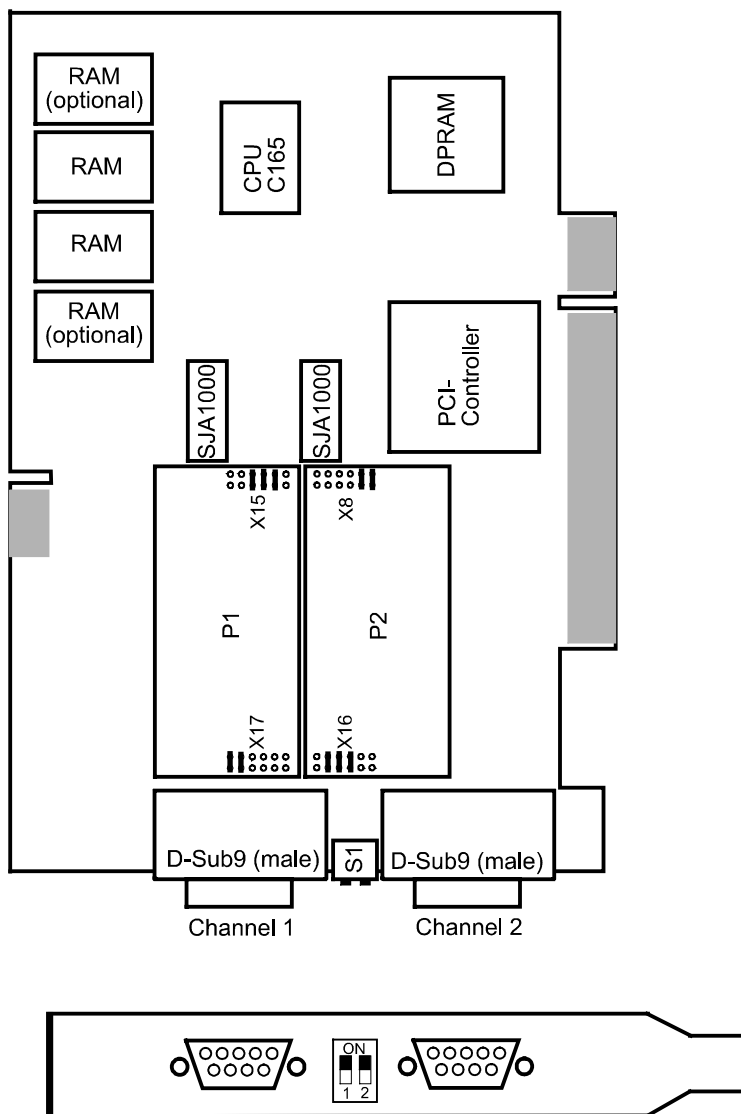 RAM
(optional)
RAM
RAM
RAM
(optional)
CPU
C165
DPRAM
PCI-
Controller
SJA1000
SJA1000
X15
X8
P1
P2
X17
X16
D-Sub9 (male)
S1
D-Sub9 (male)
Channel 1
Channel 2
ON
1 2